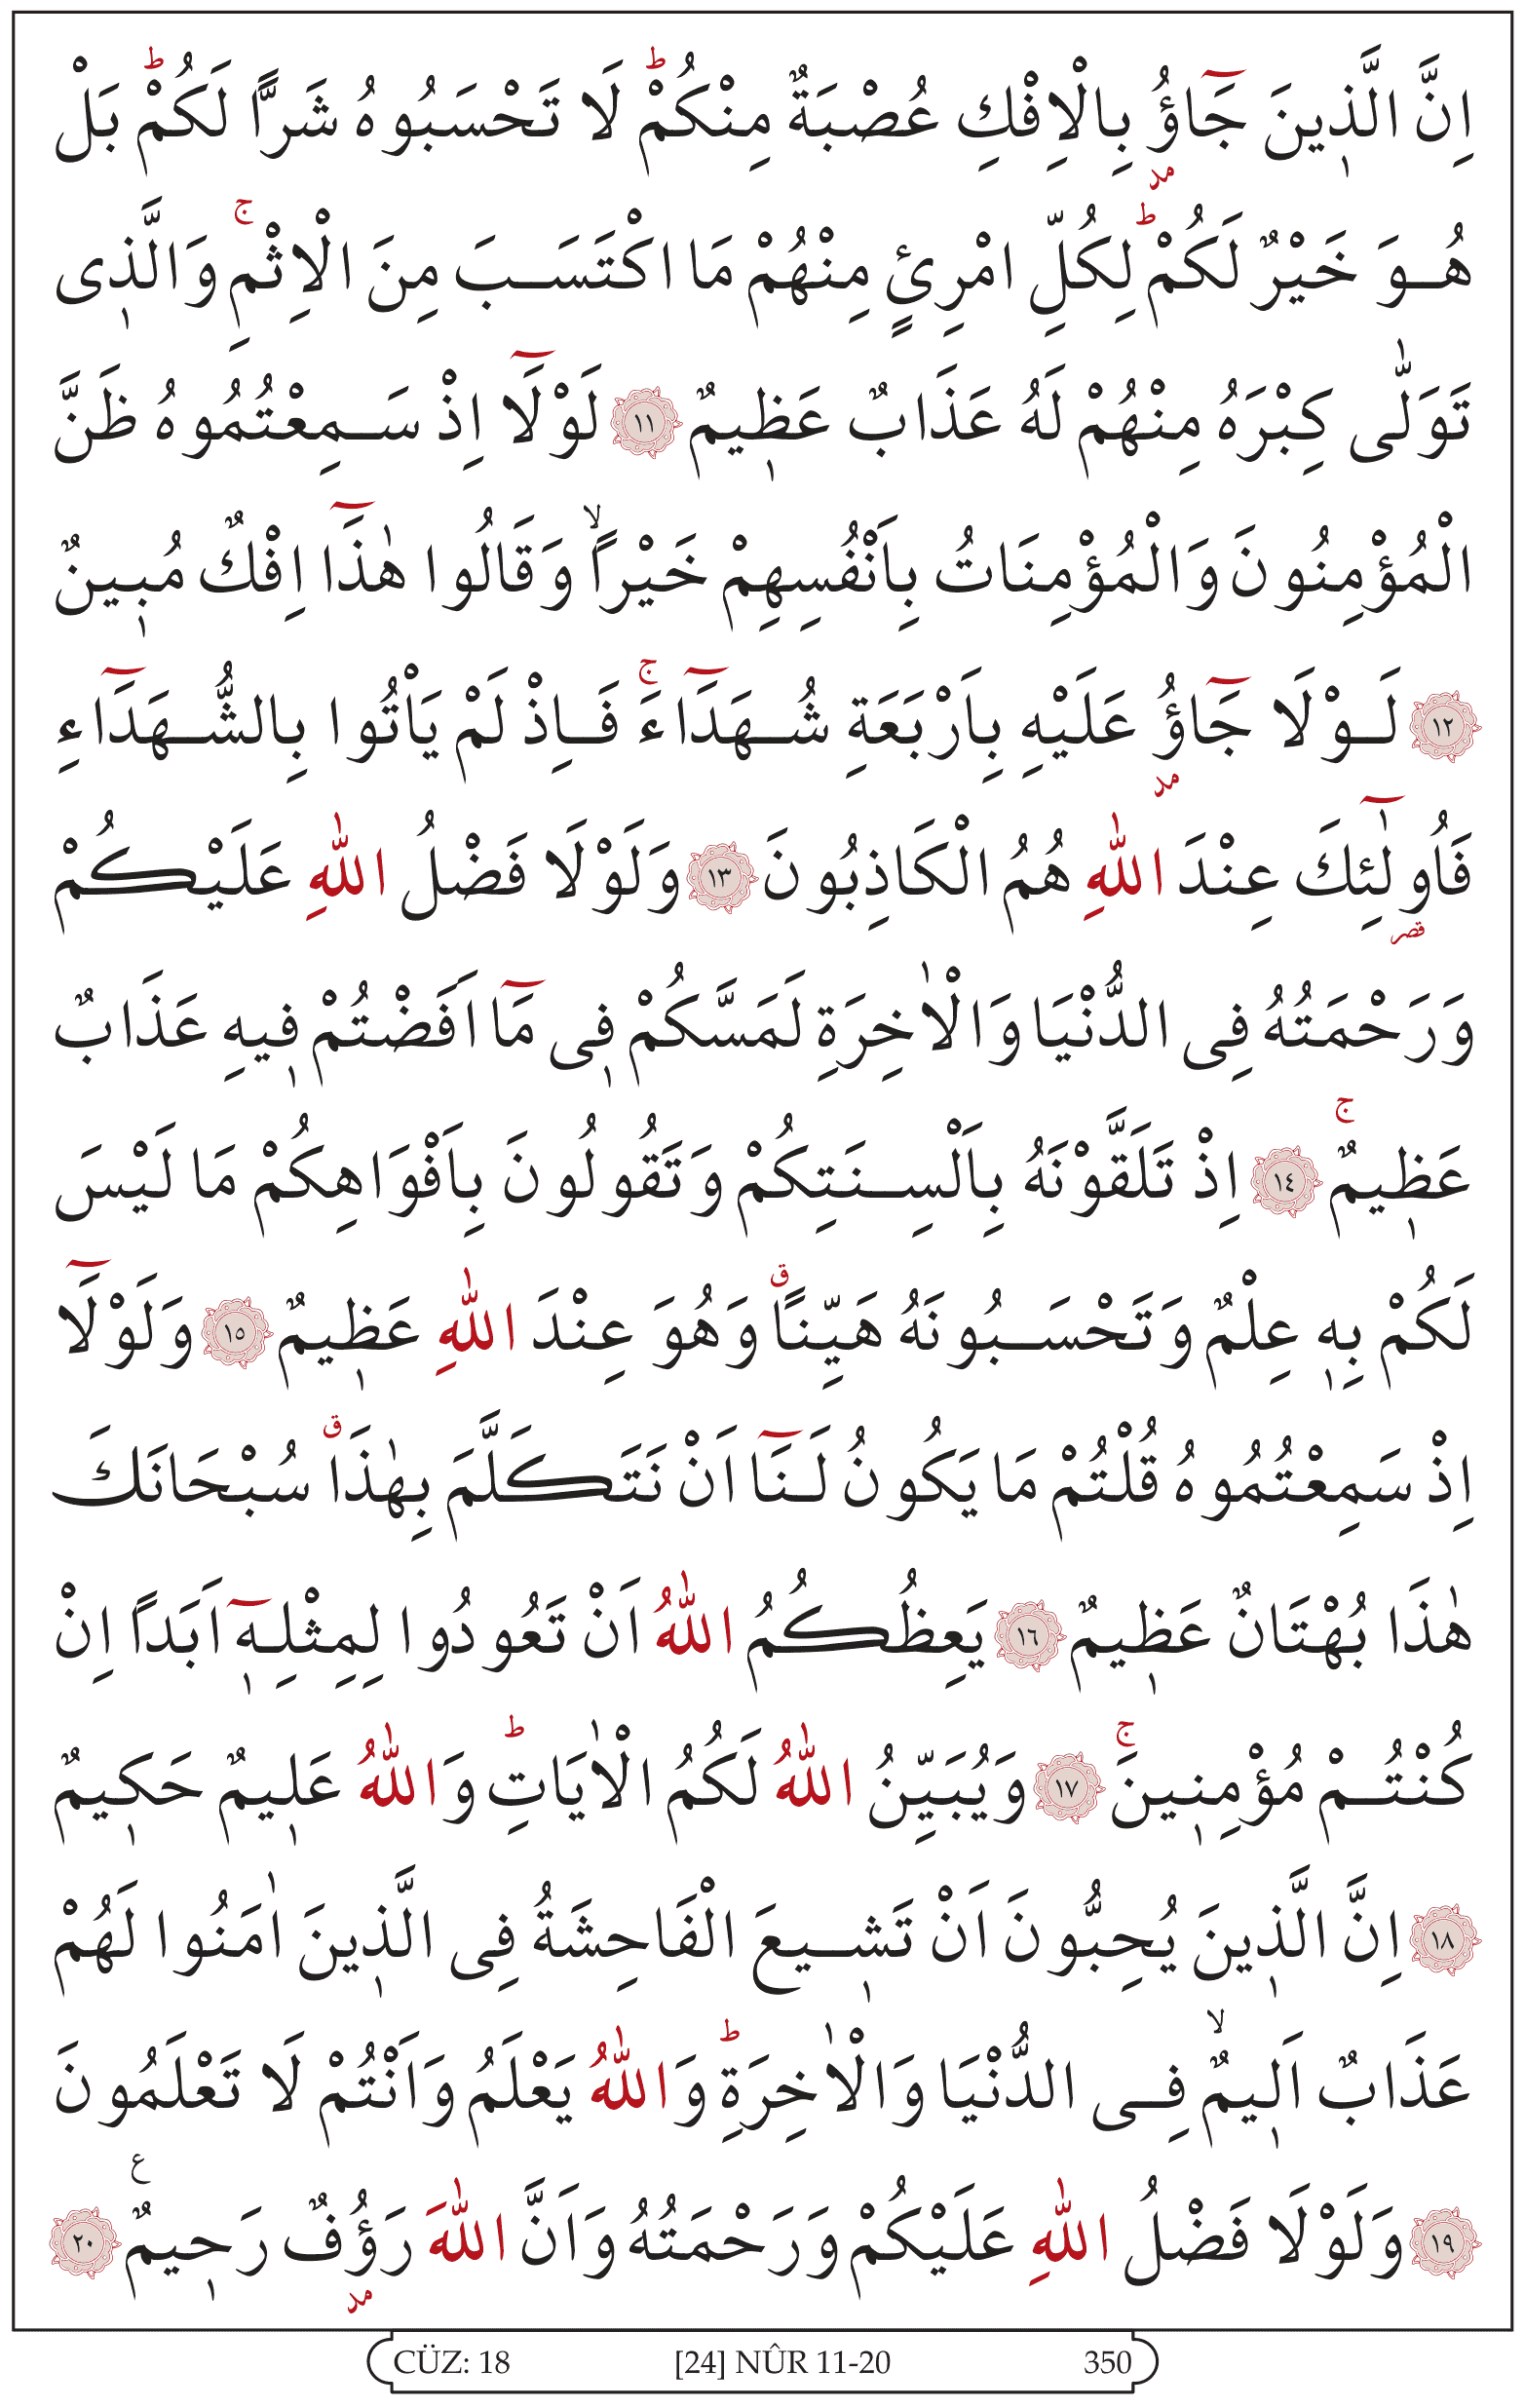 اِنَّ الَّذ۪ينَ جَٓاؤُ۫ بِالْاِفْكِ عُصْبَةٌ مِنْكُمْۜ لَا تَحْسَبُوهُ شَراًّ لَكُمْۜ بَلْ
هُوَ خَيْرٌ لَكُمْۜ لِكُلِّ امْرِئٍ مِنْهُمْ مَا اكْتَسَبَ مِنَ الْاِثْمِۚ وَالَّذ۪ى
تَوَلّٰى كِبْرَهُ مِنْهُمْ لَهُ عَذَابٌ عَظ۪يمٌ ﴿١١﴾ لَوْلَٓا اِذْ سَمِعْتُمُوهُ ظَنَّ
الْمُؤْمِنُونَ وَالْمُؤْمِنَاتُ بِاَنْفُسِهِمْ خَيْراًۙ وَقَالُوا هٰذَٓا اِفْكٌ مُب۪ينٌ
﴿١٢﴾ لَوْلَا جَٓاؤُ۫ عَلَيْهِ بِاَرْبَعَةِ شُهَدَٓاءَۚ فَاِذْ لَمْ يَاْتُوا بِالشُّهَدَٓاءِ
فَاُو۬لٰٓئِكَ عِنْدَ اللّٰهِ هُمُ الْكَاذِبُونَ ﴿١٣﴾ وَلَوْلَا فَضْلُ اللّٰهِ عَلَيْكُمْ
وَرَحْمَتُهُ فِى الدُّنْيَا وَالْاٰخِرَةِ لَمَسَّكُمْ ف۪ى مَٓا اَفَضْتُمْ ف۪يهِ عَذَابٌ
عَظ۪يمٌۚ ﴿١٤﴾ اِذْ تَلَقَّوْنَهُ بِاَلْسِنَتِكُمْ وَتَقُولُونَ بِاَفْوَاهِكُمْ مَا لَيْسَ
لَكُمْ بِه۪ عِلْمٌ وَتَحْسَبُونَهُ هَيِّناًۗ وَهُوَ عِنْدَ اللّٰهِ عَظ۪يمٌ ﴿١٥﴾ وَلَوْلَٓا
اِذْ سَمِعْتُمُوهُ قُلْتُمْ مَا يَكُونُ لَنَٓا اَنْ نَتَكَلَّمَ بِهٰذَاۗ سُبْحَانَكَ
هٰذَا بُهْتَانٌ عَظ۪يمٌ ﴿١٦﴾ يَعِظُكُمُ اللّٰهُ اَنْ تَعُودُوا لِمِثْلِه۪ٓ اَبَداً اِنْ
كُنْتُمْ مُؤْمِن۪ينَۚ ﴿١٧﴾ وَيُبَيِّنُ اللّٰهُ لَكُمُ الْاٰيَاتِۜ وَاللّٰهُ عَل۪يمٌ حَك۪يمٌ
﴿١٨﴾ اِنَّ الَّذ۪ينَ يُحِبُّونَ اَنْ تَش۪يعَ الْفَاحِشَةُ فِى الَّذ۪ينَ اٰمَنُوا لَهُمْ
عَذَابٌ اَل۪يمٌۙ فِى الدُّنْيَا وَالْاٰخِرَةِۜ وَاللّٰهُ يَعْلَمُ وَاَنْتُمْ لَا تَعْلَمُونَ
﴿١٩﴾ وَلَوْلَا فَضْلُ اللّٰهِ عَلَيْكُمْ وَرَحْمَتُهُ وَاَنَّ اللّٰهَ رَؤُ۫فٌ رَح۪يمٌ۟ ﴿٢٠﴾
CÜZ: 18 [24] NÛR 11-20 350